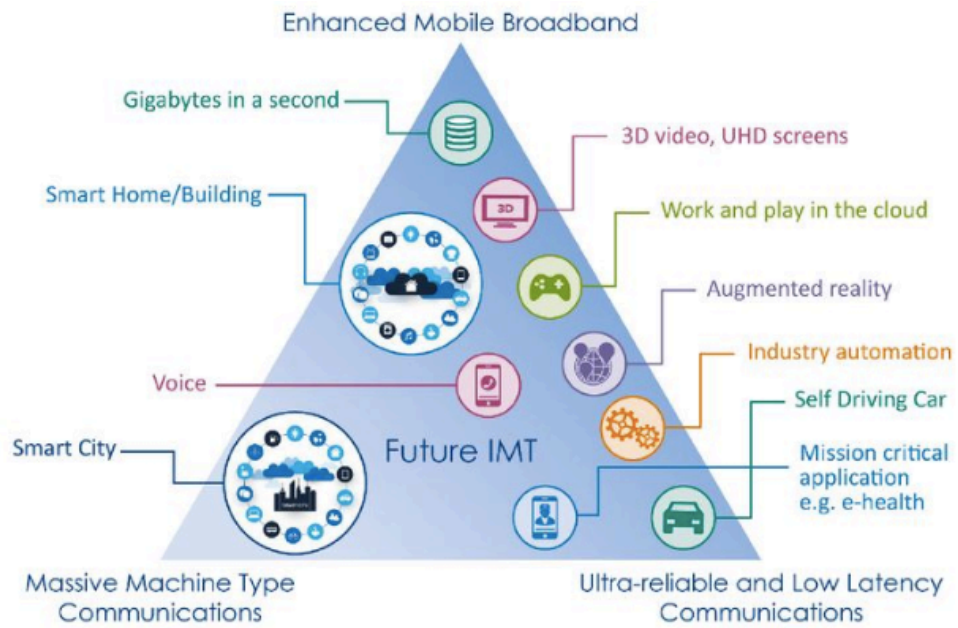 Enhanced Mobile Broadband
Gigabytes in a second
3D video, UHD screens
Smart Home/Building
3D
Work and play in the cloud
Augmented reality
Industry automation
Voice
Self Driving Car
Smart City
Future IMT
Mission critical
application
e.g. e-health
Massive Machine Type
Communications
Ultra-reliable and Low Latency
Communications